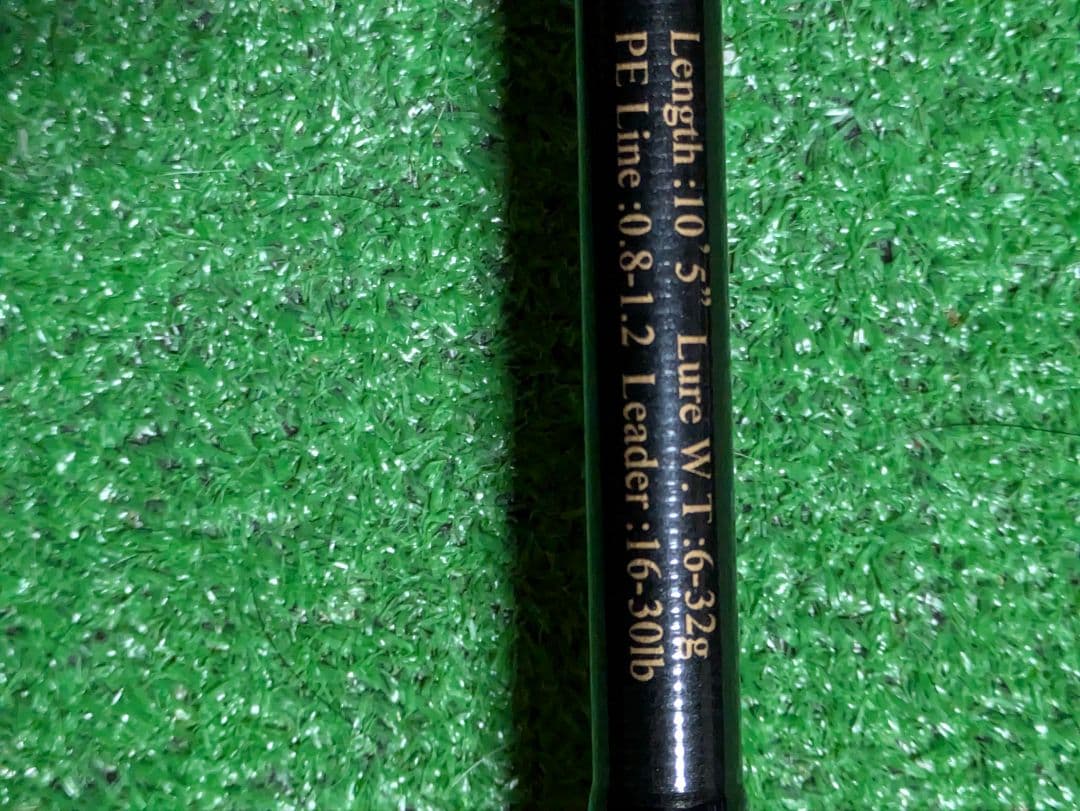 Length :10’ 5” Lure W.T :6-32g
PE Line :0.8-1.2 Leader :16-30lb